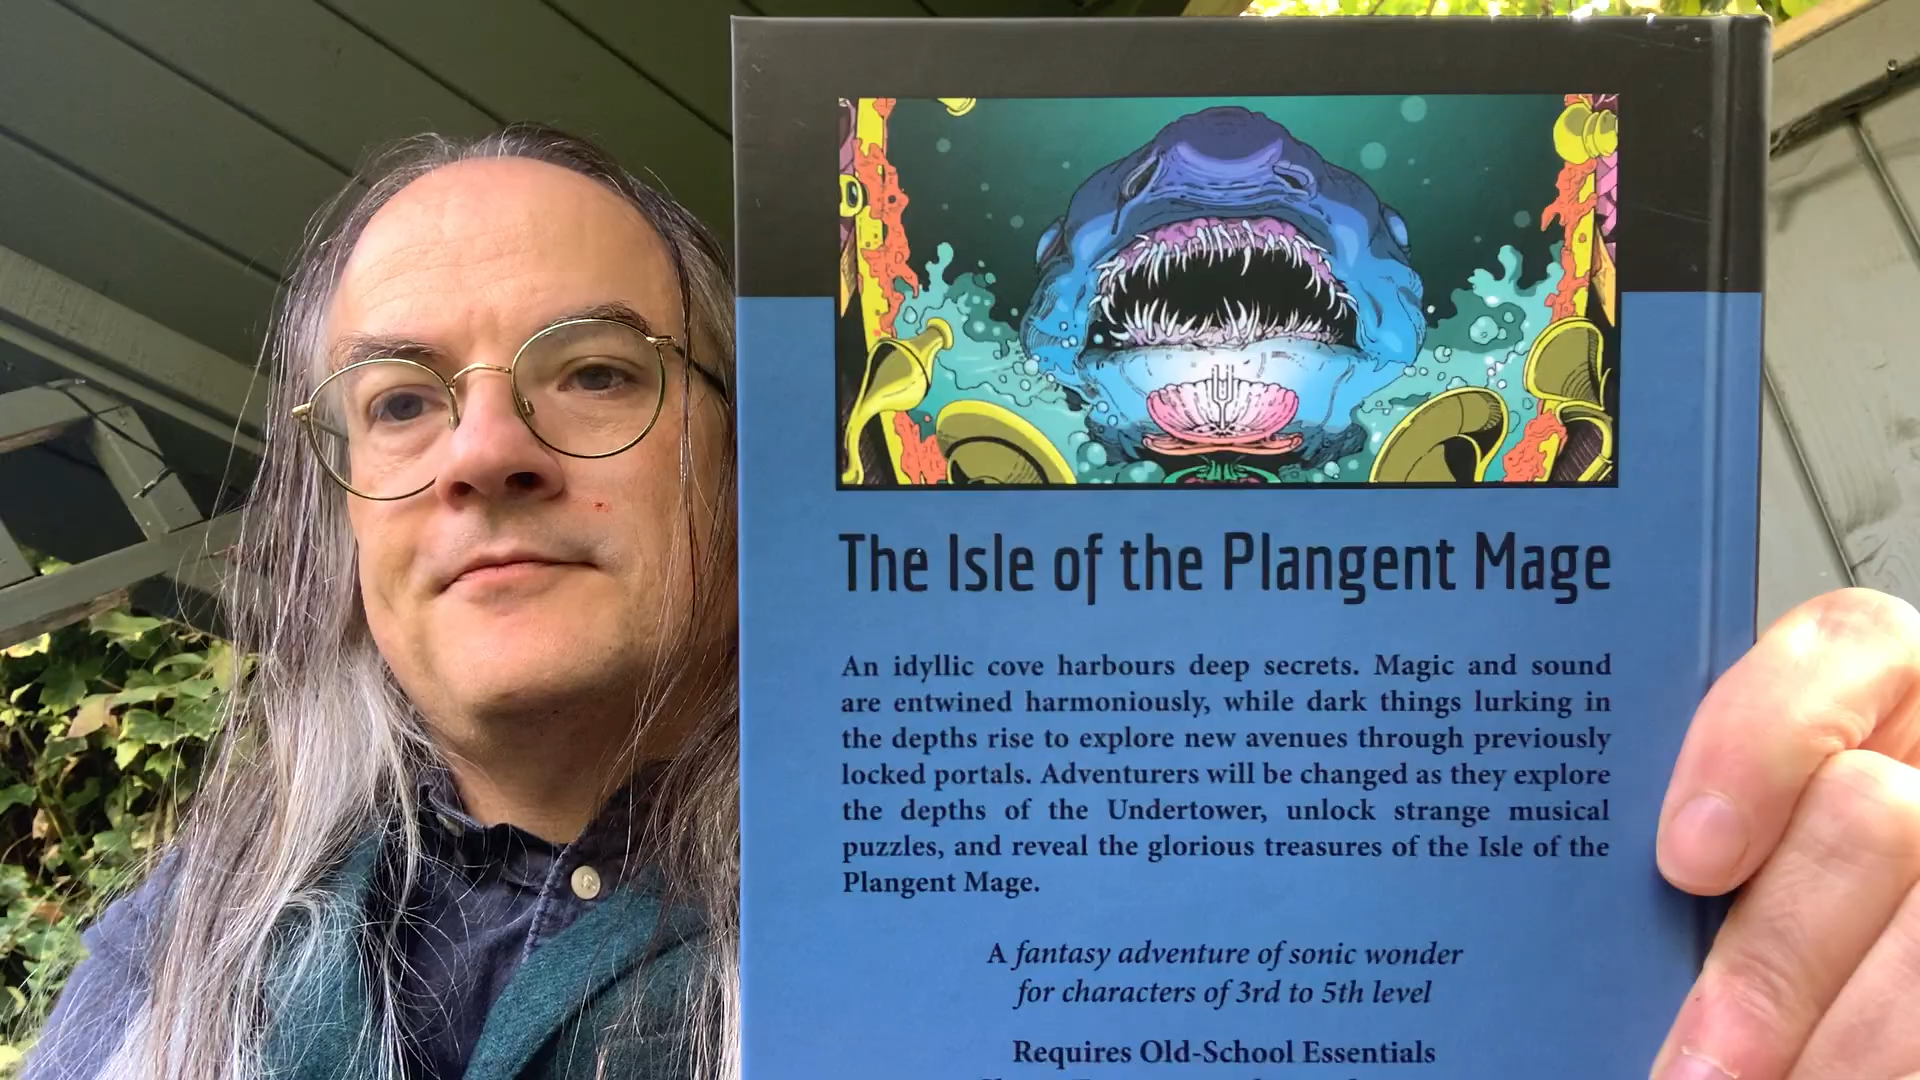 The Isle of the Plangent Mage
An idyllic cove harbours deep secrets. Magic and sound
are entwined harmoniously, while dark things lurking in
the depths rise to explore new avenues through previously
locked portals. Adventurers will be changed as they explore
the depths of the Undertower, unlock strange musical
puzzles, and reveal the glorious treasures of the Isle of the
Plangent Mage.
A fantasy adventure of sonic wonder
for characters of 3rd to 5th level
Requires Old-School Essentials